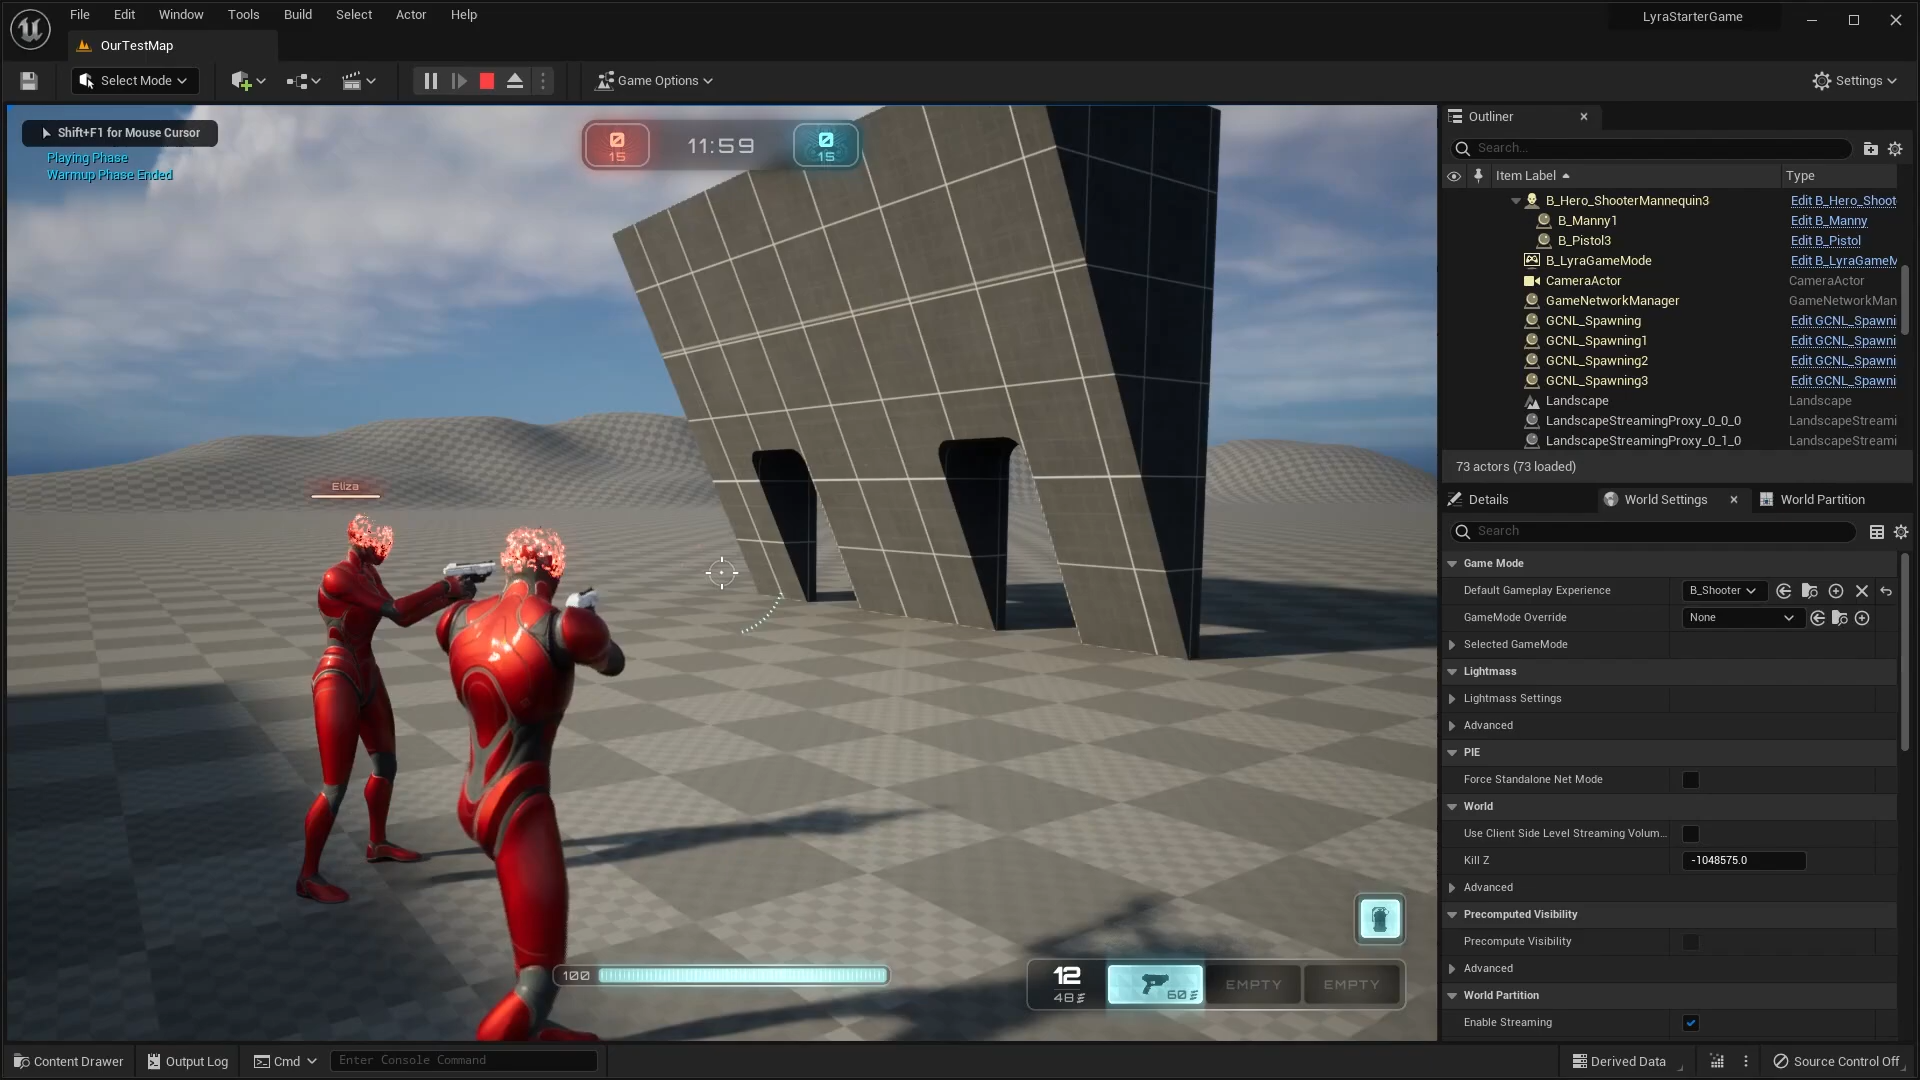 File Edit Window Tools Build Select Actor Help
LyraStarterGame
OurTestMap
Select Mode
Game Options
Settings
Shift+F1 for Mouse Cursor
Playing Phase
Warmup Phase Ended
0
15
11:59
0
15
Eliza
100
12
48
60
EMPTY
EMPTY
Outliner
Search...
Item Label Type
B_Hero_ShooterMannequin3 Edit B_Hero_Shoot
B_Manny1 Edit B_Manny
B_Pistol3 Edit B_Pistol
B_LyraGameMode Edit B_LyraGameM
CameraActor CameraActor
GameNetworkManager GameNetworkMan
GCNL_Spawning Edit GCNL_Spawni
GCNL_Spawning1 Edit GCNL_Spawni
GCNL_Spawning2 Edit GCNL_Spawni
GCNL_Spawning3 Edit GCNL_Spawni
Landscape Landscape
LandscapeStreamingProxy_0_0_0 LandscapeStreami
LandscapeStreamingProxy_0_1_0 LandscapeStreami
73 actors (73 loaded)
Details World Settings World Partition
Search
Game Mode
Default Gameplay Experience B_Shooter
GameMode Override None
Selected GameMode
Lightmass
Lightmass Settings
Advanced
PIE
Force Standalone Net Mode
World
Use Client Side Level Streaming Volum...
Kill Z -1048575.0
Advanced
Precomputed Visibility
Precompute Visibility
Advanced
World Partition
Enable Streaming
Content Drawer Output Log Cmd Enter Console Command Derived Data Source Control Off